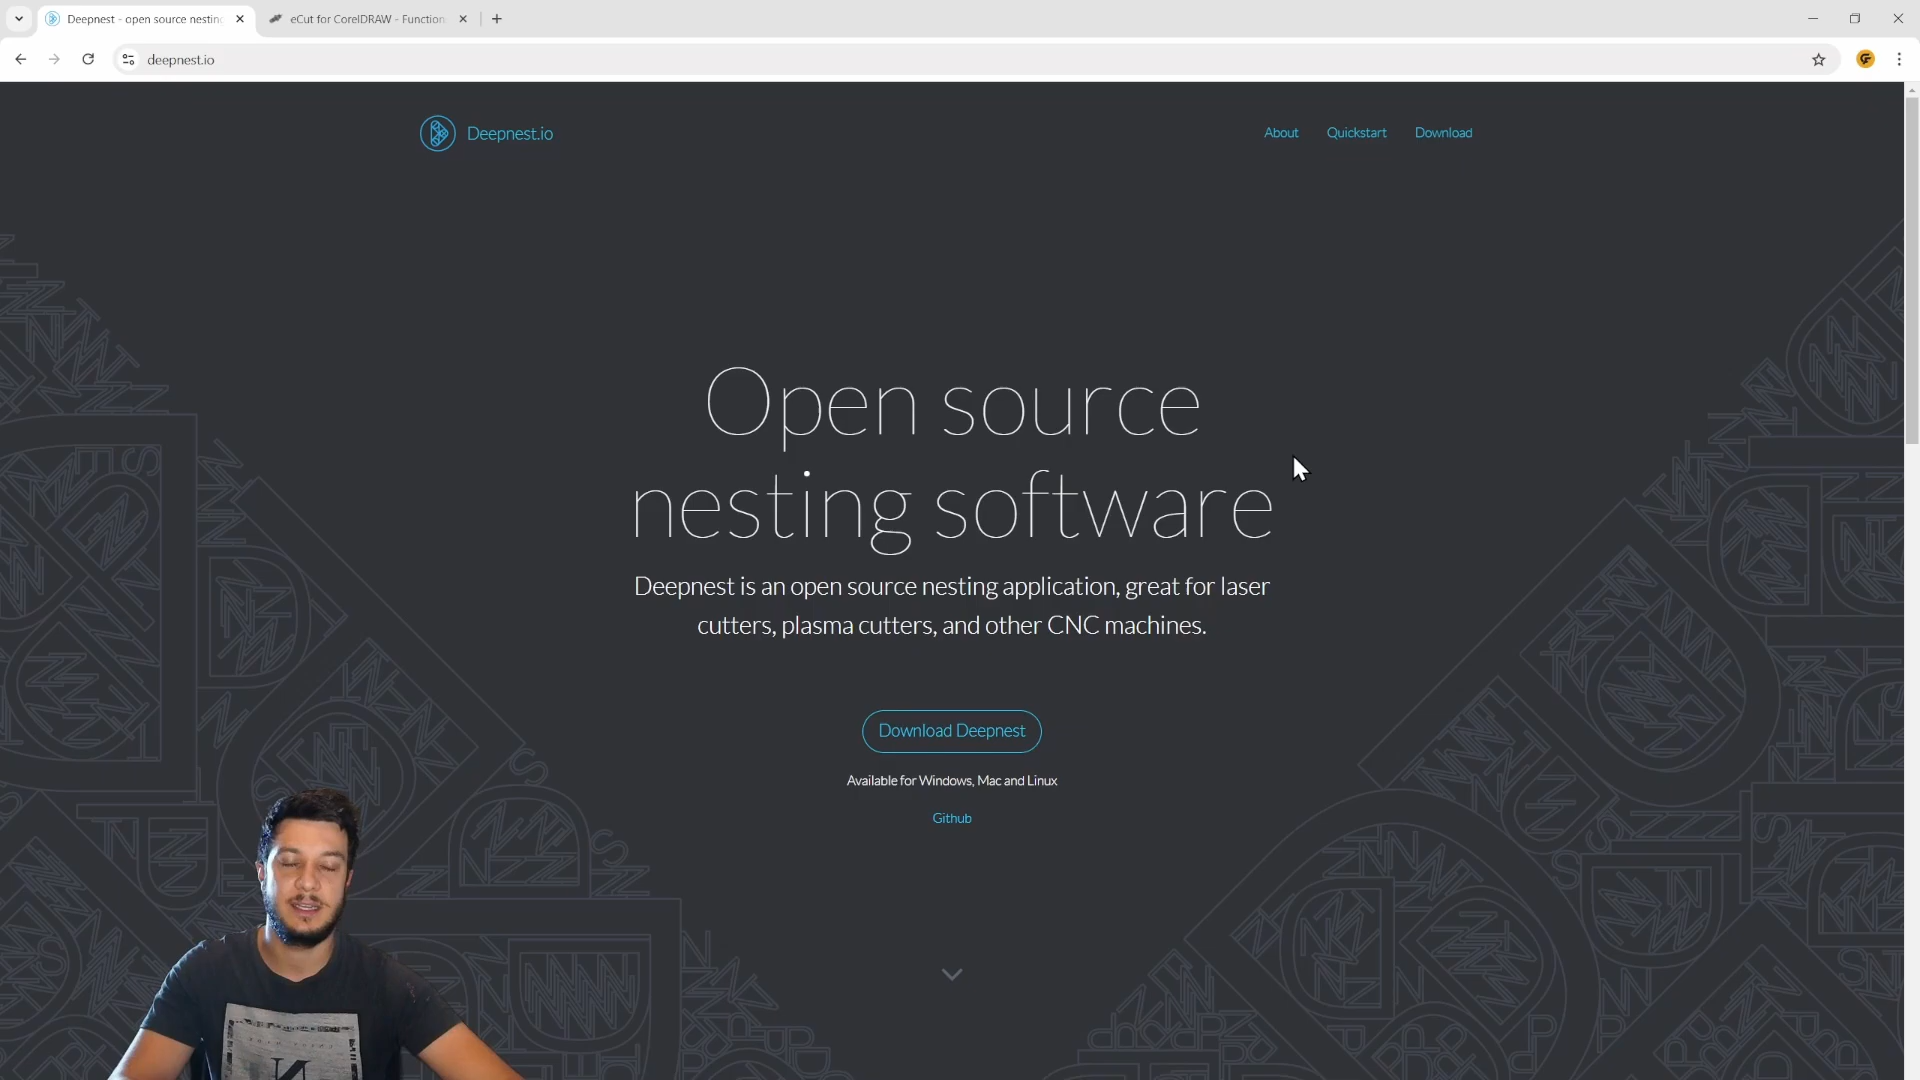 Deepnest - open source nestin
eCut for CorelDRAW - Function
deepnest.io
Deepnest.io
About
Quickstart
Download
Open source
nesting software
Deepnest is an open source nesting application, great for laser
cutters, plasma cutters, and other CNC machines.
Download Deepnest
Available for Windows, Mac and Linux
Github